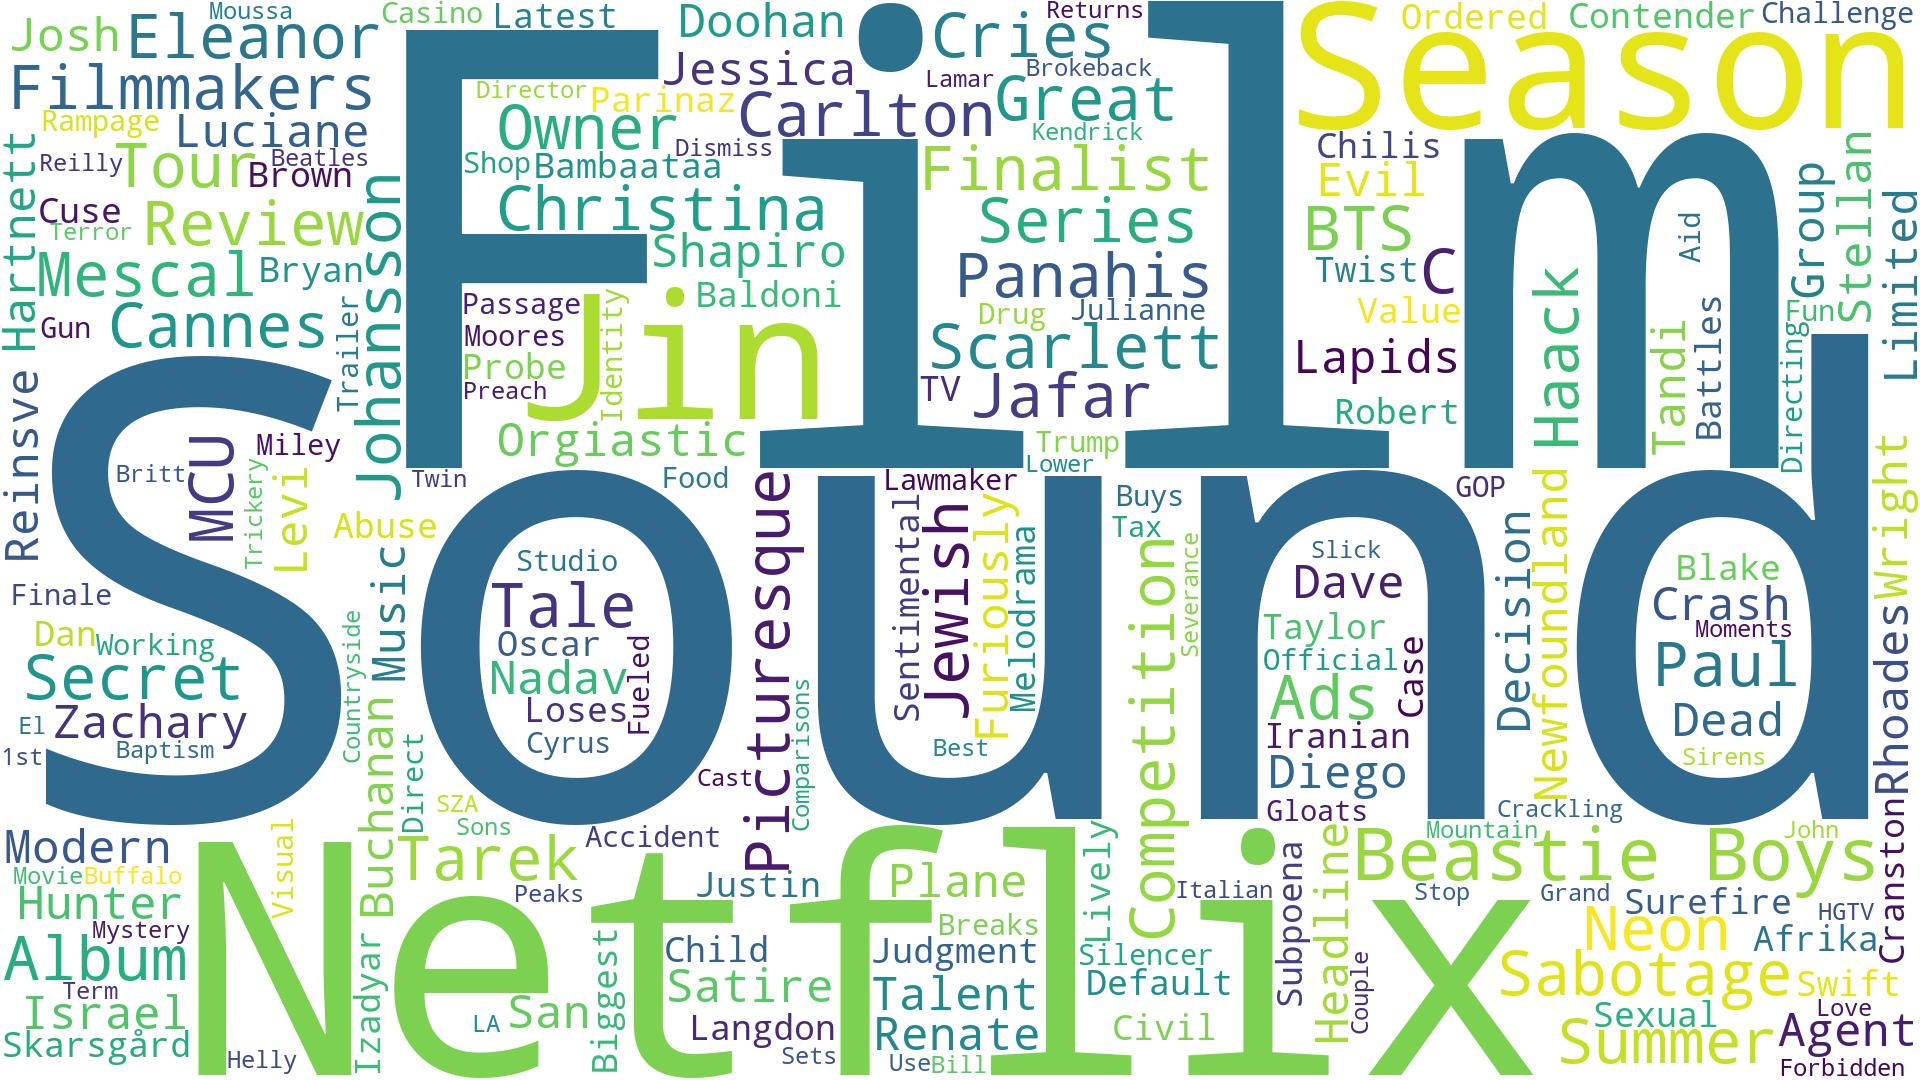 Film
Sound
Netflix
Season
Jin
Josh
Eleanor
Moussa
Casino
Latest
Doohan
Cries
Returns
Ordered
Contender
Challenge
Filmmakers
Jessica
Lamar
Brokeback
Director
Parinaz
Carlton
Great
Rampage
Luciane
Owner
Dismiss
Kendrick
Chilis
Reilly
Tour
Beatles
Brown
Shop
Bambaataa
Finalist
Evil
Hartnett
Cuse
Terror
Review
Johansson
Christina
Series
BTS
Aid
Group
Stellan
Limited
Mescal
Bryan
Shapiro
Panahis
Twist
C
Gun
Cannes
Trailer
Passage
Baldoni
Moores
Identity
Drug
Julianne
Value
Fun
Probe
Preach
Scarlett
Lapids
Haack
Tandi
Battles
Directing
TV
Jafar
Robert
Reinsve
MCU
Miley
Orgiastic
Trump
Lower
Britt
Trickery
Levi
Twin
Food
Lawmaker
Buys
GOP
Abuse
Music
Picturesque
Sentimental
Jewish
Furiously
Melodrama
Tax
Severance
Slick
Decision
Newfoundland
Wright
Studio
Blake
Finale
Tale
Dave
Crash
Dan
Working
Countryside
Oscar
Fueled
Competition
Taylor
Moments
Secret
Nadav
Official
Case
Paul
El
Zachary
Loses
Comparisons
Ads
Dead
Rhoades
1st
Baptism
Buchanan
Direct
Cyrus
Best
Iranian
Sirens
Cast
Diego
SZA
Gloats
Crackling
Modern
Visual
Sons
Accident
Lively
Subpoena
Headline
Mountain
John
Cranston
Tarek
Beastie Boys
Movie
Buffalo
Peaks
Justin
Plane
Italian
Stop
Grand
Surefire
HGTV
Hunter
Mystery
Izadyar
Biggest
Breaks
Neon
Afrika
Album
Child
Judgment
Silencer
Couple
Term
Satire
Talent
Default
Sabotage
Swift
Israel
LA
San
Langdon
Renate
Civil
Sexual
Love
Skarsgård
Summer
Agent
Helly
Sets
Use
Bill
Forbidden